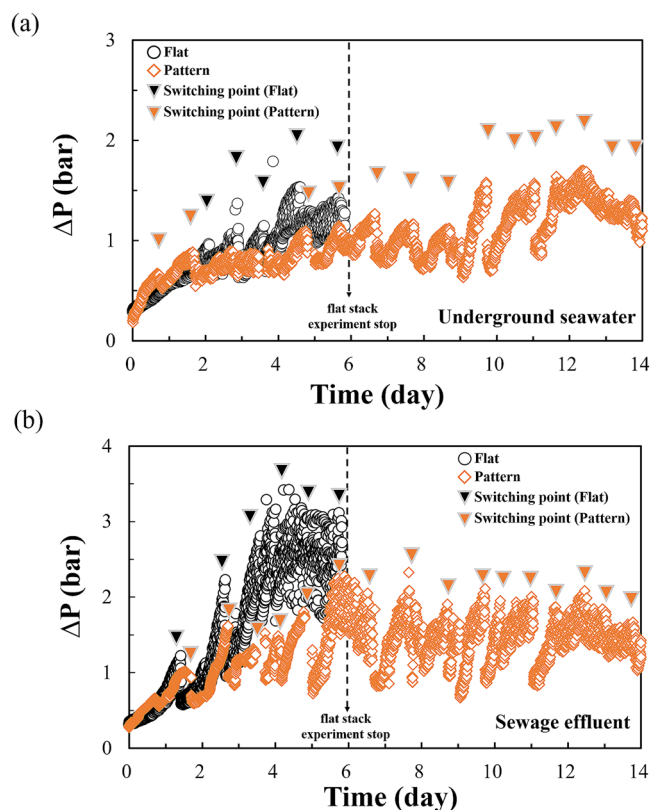 (a)
3
2
1
0
ΔP (bar)
Flat
Pattern
Switching point (Flat)
Switching point (Pattern)
flat stack
experiment stop
Underground seawater
0 2 4 6 8 10 12 14
Time (day)
(b)
4
3
2
1
0
ΔP (bar)
Flat
Pattern
Switching point (Flat)
Switching point (Pattern)
flat stack
experiment stop
Sewage effluent
0 2 4 6 8 10 12 14
Time (day)